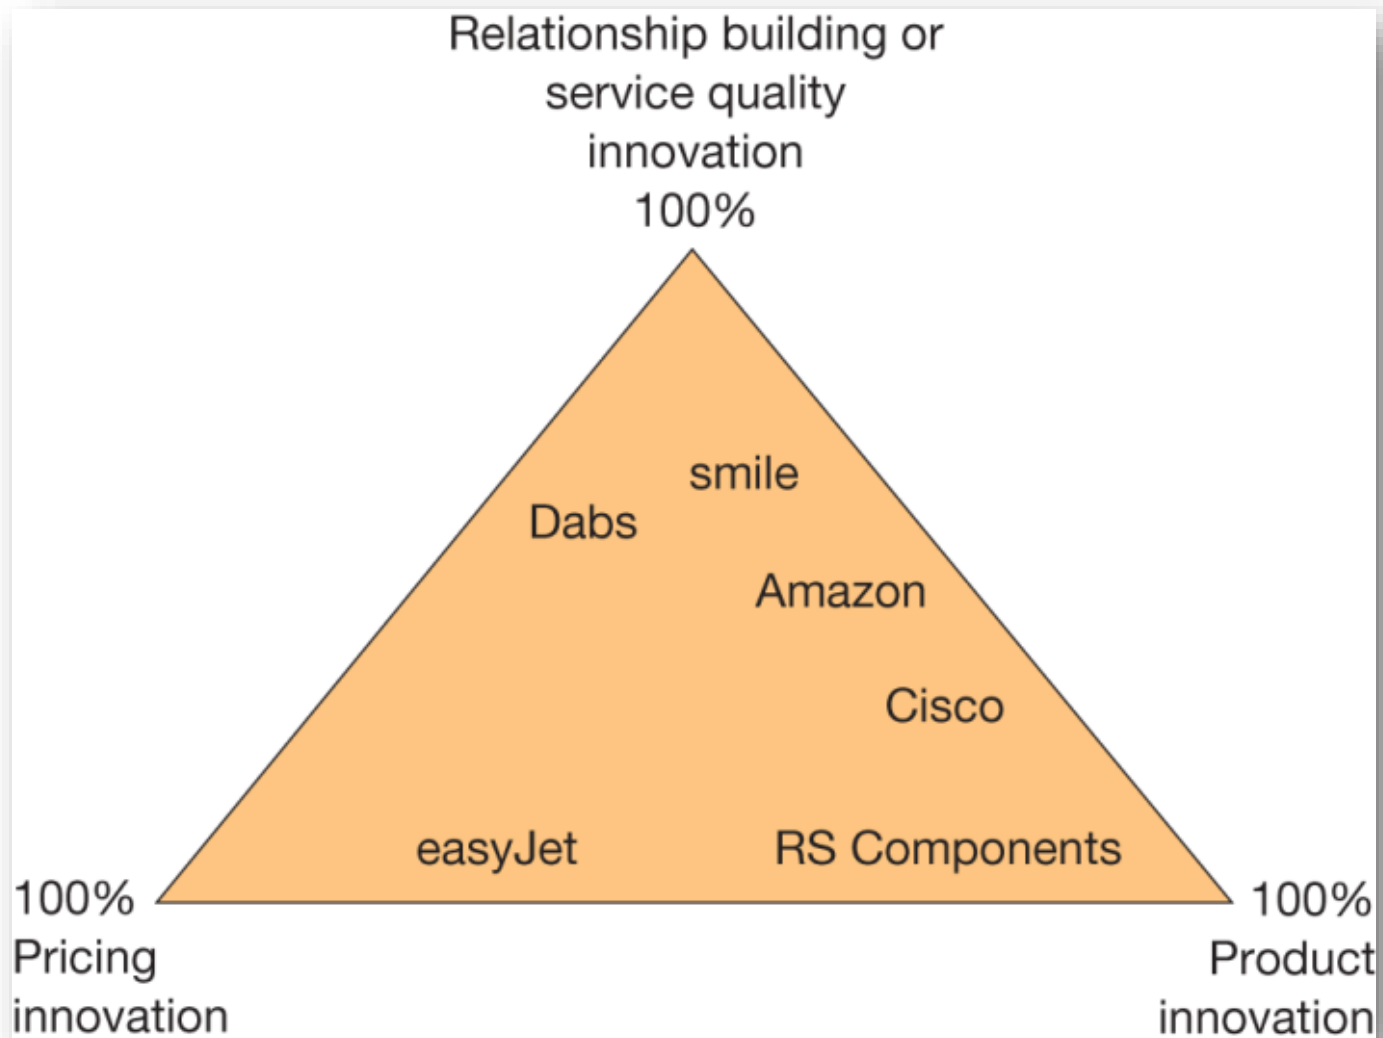 Relationship building or
service quality
innovation
100%
smile
Dabs
Amazon
Cisco
easyJet
RS Components
100%
Pricing
innovation
100%
Product
innovation